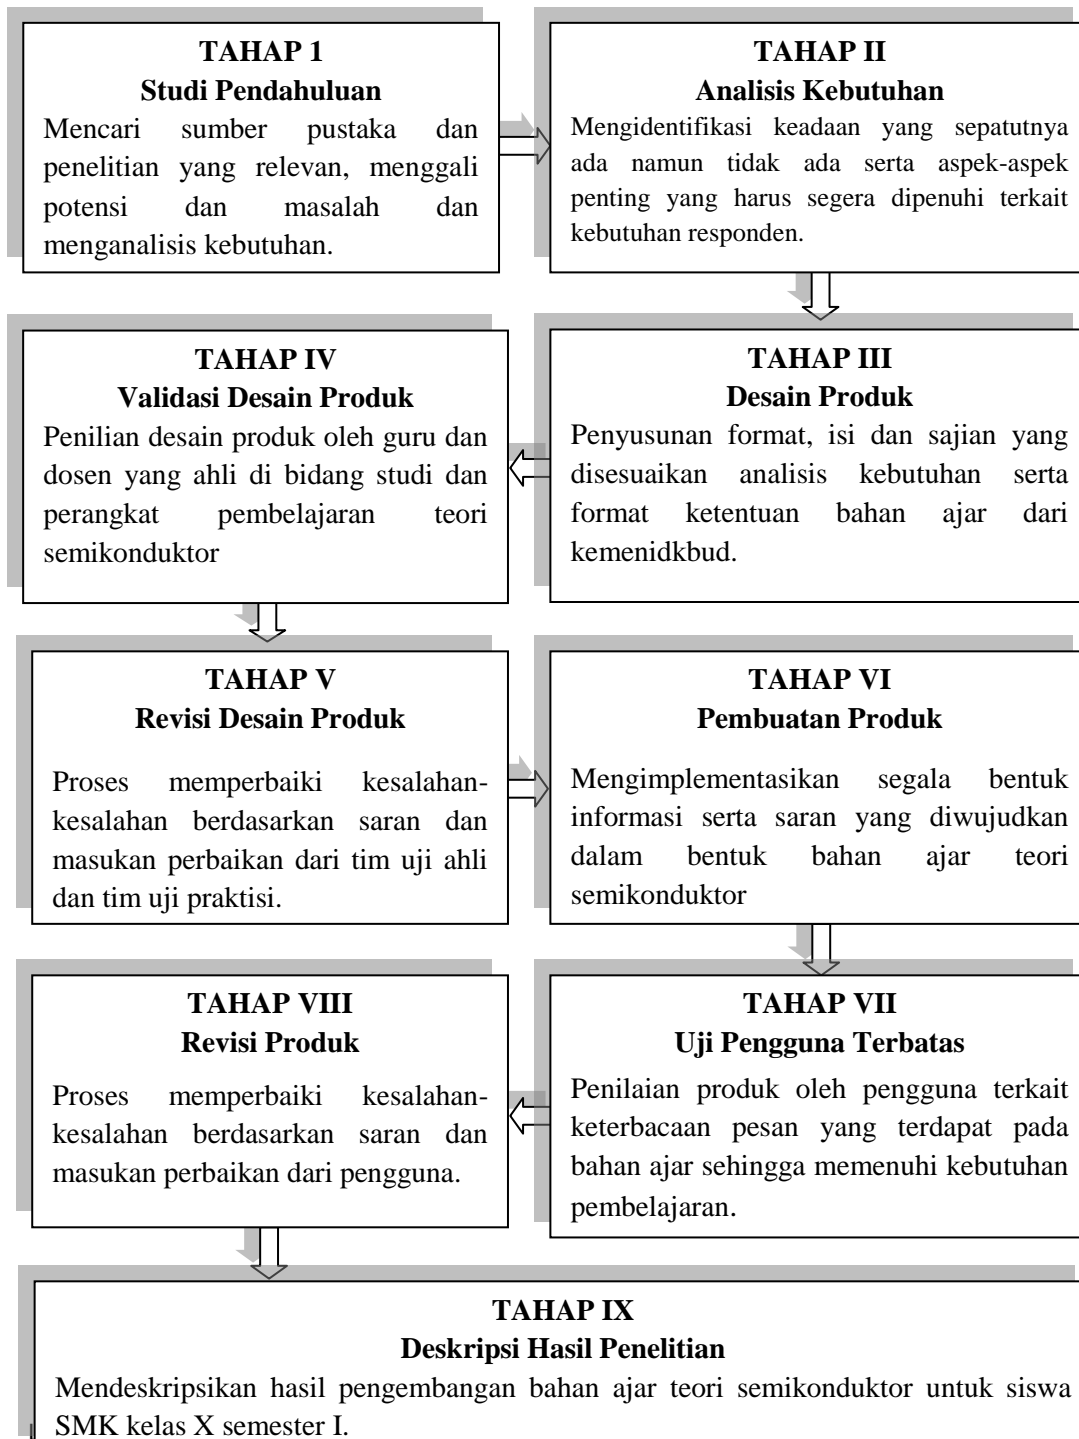 TAHAP 1
Studi Pendahuluan
Mencari sumber pustaka dan
penelitian yang relevan, menggali
potensi dan masalah dan
menganalisis kebutuhan.
TAHAP II
Analisis Kebutuhan
Mengidentifikasi keadaan yang sepatutnya
ada namun tidak ada serta aspek-aspek
penting yang harus segera dipenuhi terkait
kebutuhan responden.
TAHAP III
Desain Produk
Penyusunan format, isi dan sajian yang
disesuaikan analisis kebutuhan serta
format ketentuan bahan ajar dari
kemenidkbud.
TAHAP IV
Validasi Desain Produk
Penilian desain produk oleh guru dan
dosen yang ahli di bidang studi dan
perangkat pembelajaran teori
semikonduktor
TAHAP V
Revisi Desain Produk
Proses memperbaiki kesalahan-
kesalahan berdasarkan saran dan
masukan perbaikan dari tim uji ahli
dan tim uji praktisi.
TAHAP VI
Pembuatan Produk
Mengimplementasikan segala bentuk
informasi serta saran yang diwujudkan
dalam bentuk bahan ajar teori
semikonduktor
TAHAP VII
Uji Pengguna Terbatas
Penilaian produk oleh pengguna terkait
keterbacaan pesan yang terdapat pada
bahan ajar sehingga memenuhi kebutuhan
pembelajaran.
TAHAP VIII
Revisi Produk
Proses memperbaiki kesalahan-
kesalahan berdasarkan saran dan
masukan perbaikan dari pengguna.
TAHAP IX
Deskripsi Hasil Penelitian
Mendeskripsikan hasil pengembangan bahan ajar teori semikonduktor untuk siswa
SMK kelas X semester I.